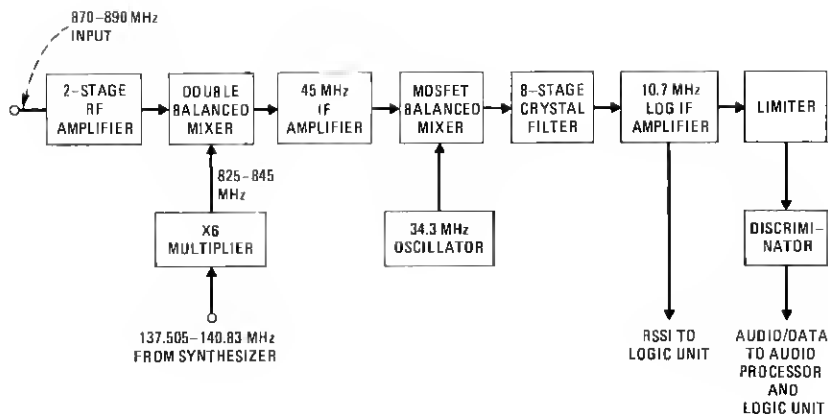 870-890 MHz
INPUT
2-STAGE
RF
AMPLIFIER
DOUBLE
BALANCED
MIXER
45 MHz
IF
AMPLIFIER
MOSFET
BALANCED
MIXER
8-STAGE
CRYSTAL
FILTER
10.7 MHz
LOG IF
AMPLIFIER
LIMITER
825-845
MHz
X6
MULTIPLIER
34.3 MHz
OSCILLATOR
DISCRIMI-
NATOR
137.505-140.83 MHz
FROM SYNTHESIZER
RSSI TO
LOGIC UNIT
AUDIO/DATA
TO AUDIO
PROCESSOR
AND
LOGIC UNIT